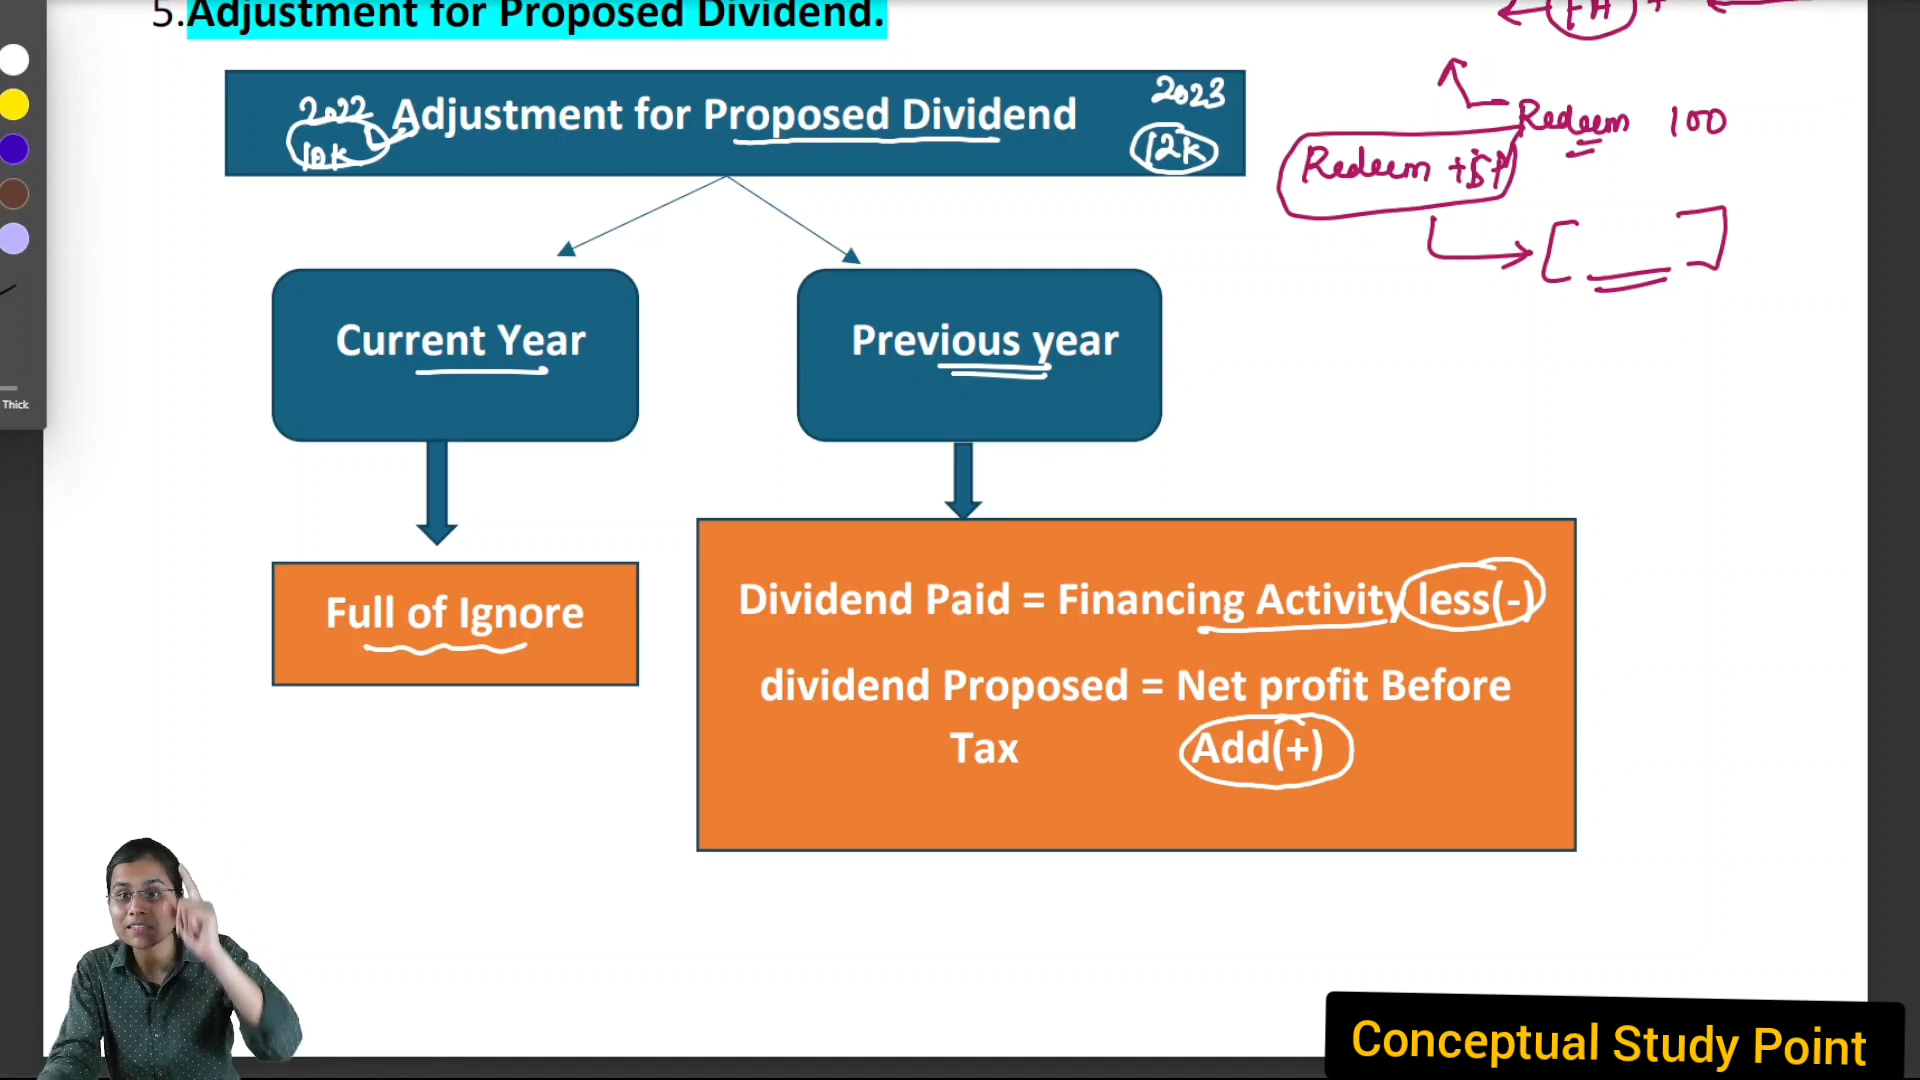 5.Adjustment for Proposed Dividend.
FA +
2022 Adjustment for Proposed Dividend 2023
10K 12K
Redeem 100
Redeem +
Current Year
Previous year
Thick
Full of Ignore
Dividend Paid = Financing Activity less(-)
dividend Proposed = Net profit Before
Tax Add(+)
Conceptual Study Point